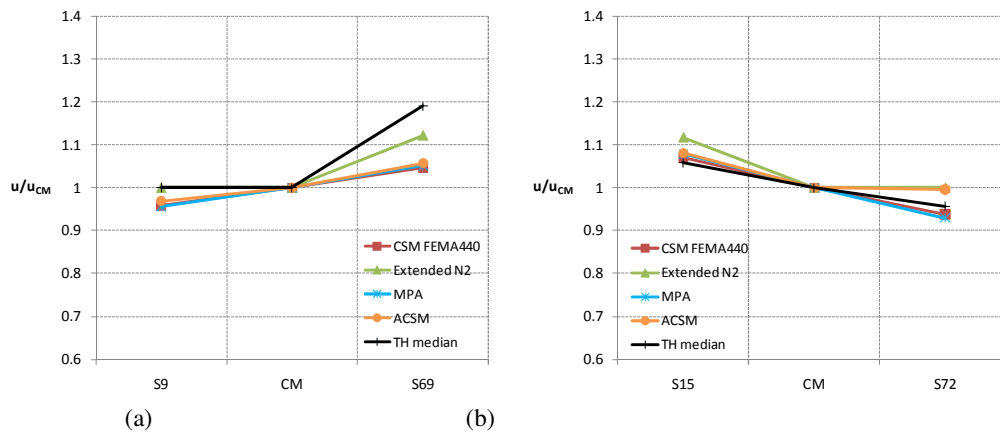 1.4
1.3
1.2
1.1
u/uCM
1
0.9
0.8
0.7
0.6
CSM FEMA440
Extended N2
MPA
ACSM
TH median
S9 CM S69
(a)
1.4
1.3
1.2
1.1
u/uCM
1
0.9
0.8
0.7
0.6
CSM FEMA440
Extended N2
MPA
ACSM
TH median
S15 CM S72
(b)